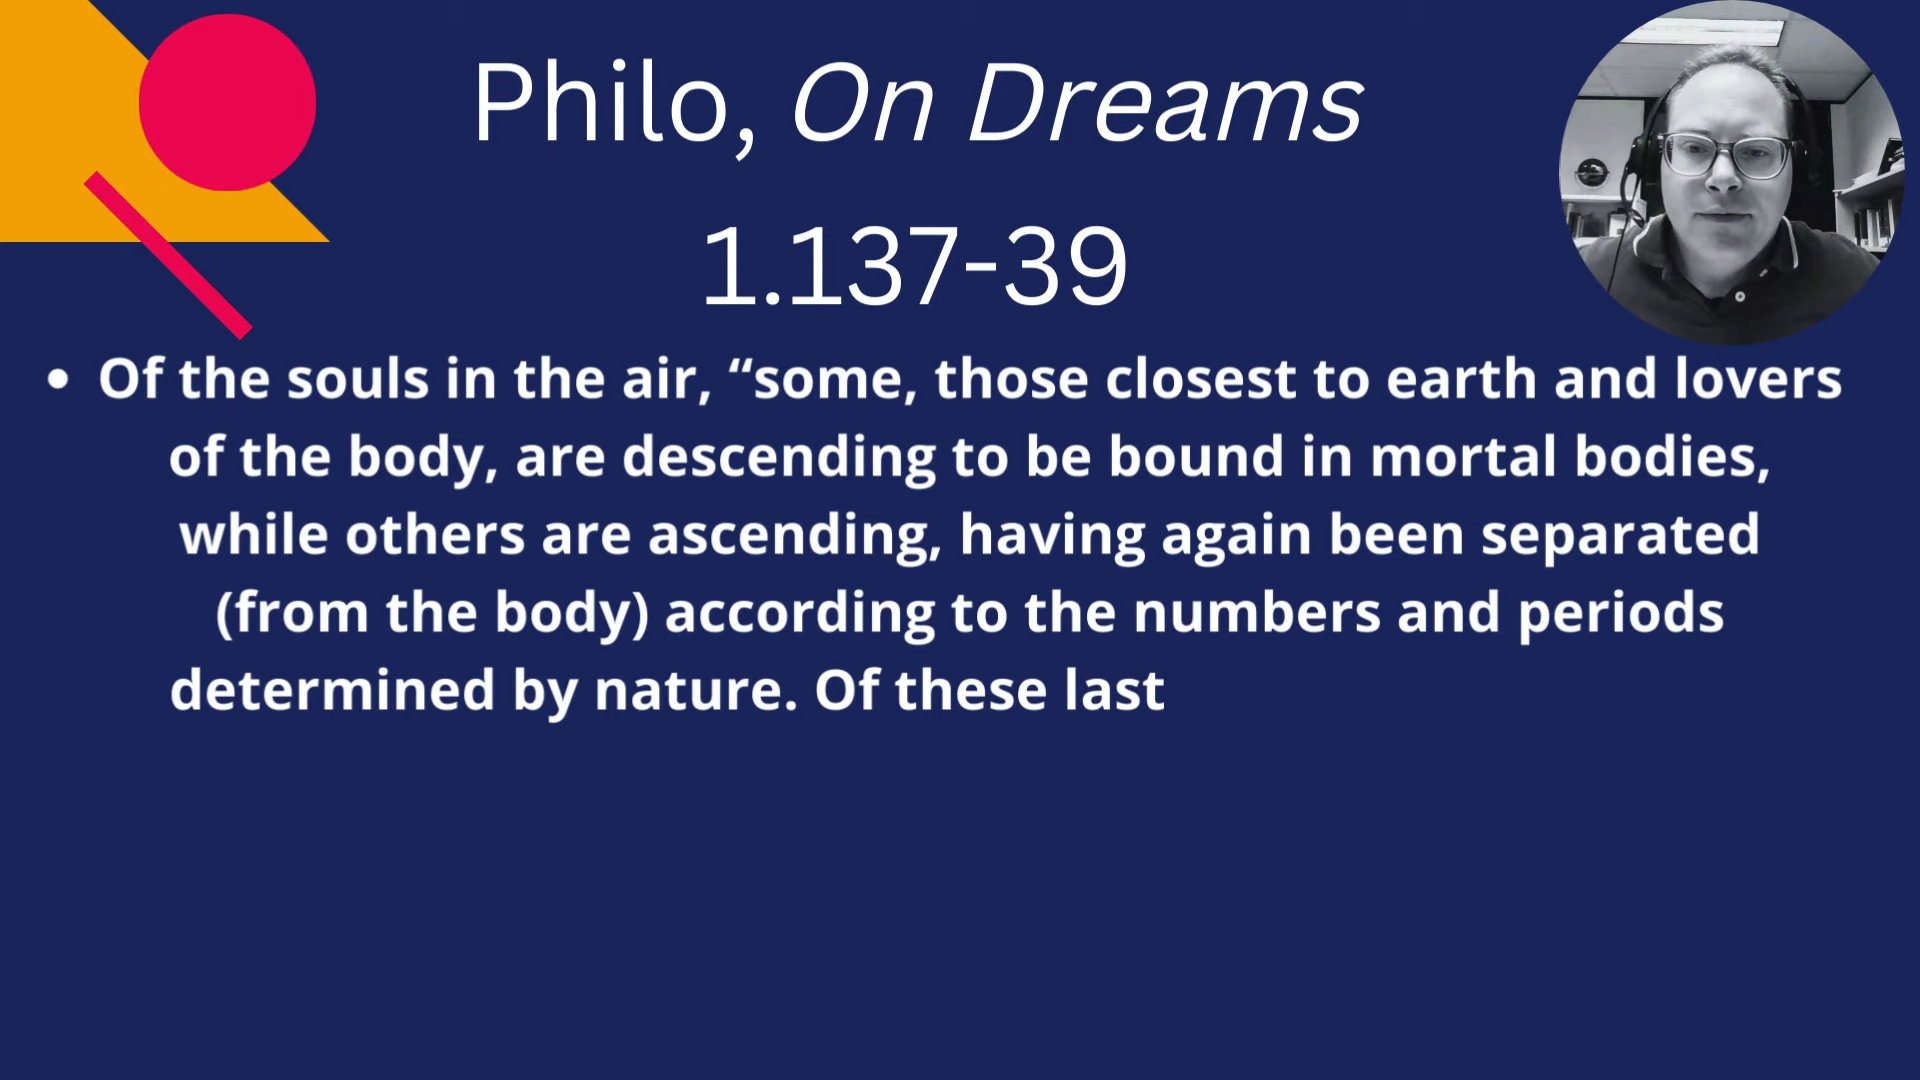 Philo, On Dreams
1.137-39
• Of the souls in the air, “some, those closest to earth and lovers
of the body, are descending to be bound in mortal bodies,
while others are ascending, having again been separated
(from the body) according to the numbers and periods
determined by nature. Of these last